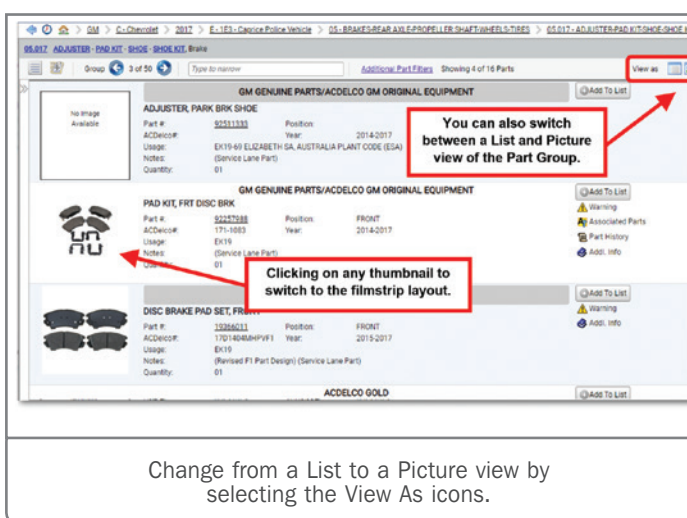 GM > C - Chevrolet > 2017 > E - 1E3 - Caprice Police Vehicle > 05 - BRAKES-REAR AXLE-PROPELLER SHAFT-WHEELS-TIRES > 05.017 - ADJUSTER-PAD KIT-SHOE-SHOE
05.017 ADJUSTER - PAD KIT - SHOE - SHOE KIT, Brake
Group 3 of 50 Type to narrow Additional Part Filters Showing 4 of 16 Parts View as
GM GENUINE PARTS/ACDELCO GM ORIGINAL EQUIPMENT Add To List
No Image
Available
ADJUSTER, PARK BRK SHOE
Part #: 92511333 Position:
ACDelco#: Year: 2014-2017
Usage: EK19-69 ELIZABETH SA, AUSTRALIA PLANT CODE (ESA)
Notes: (Service Lane Part)
Quantity: 01
You can also switch
between a List and Picture
view of the Part Group.
GM GENUINE PARTS/ACDELCO GM ORIGINAL EQUIPMENT Add To List
PAD KIT, FRT DISC BRK
Part #: 92257988 Position: FRONT
ACDelco#: 171-1083 Year: 2014-2017
Usage: EK19
Notes: (Service Lane Part)
Quantity: 01
Warning
Associated Parts
Part History
Addl. Info
Clicking on any thumbnail to
switch to the filmstrip layout.
Add To List
DISC BRAKE PAD SET, FRONT
Part #: 19366011 Position: FRONT
ACDelco#: 17D1404MHPVF1 Year: 2015-2017
Usage: EK19
Notes: (Revised F1 Part Design) (Service Lane Part)
Quantity: 01
Warning
Addl. Info
ACDELCO GOLD Add To List
Change from a List to a Picture view by
selecting the View As icons.